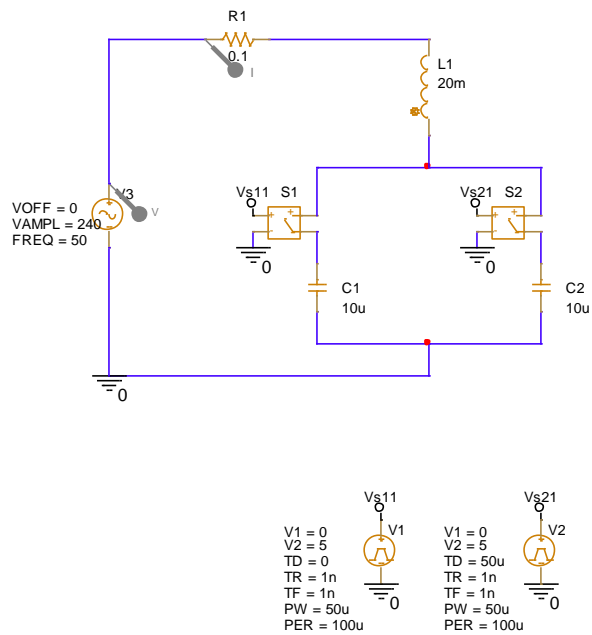 R1
0.1
I
L1
20m
V3
V
VOFF = 0
VAMPL = 240
FREQ = 50
Vs11
S1
Vs21
S2
+
+
-
-
+
+
-
-
0
0
C1
10u
C2
10u
0
Vs11
Vs21
V1 = 0
V2 = 5
TD = 0
TR = 1n
TF = 1n
PW = 50u
PER = 100u
V1
0
V1 = 0
V2 = 5
TD = 50u
TR = 1n
TF = 1n
PW = 50u
PER = 100u
V2
0